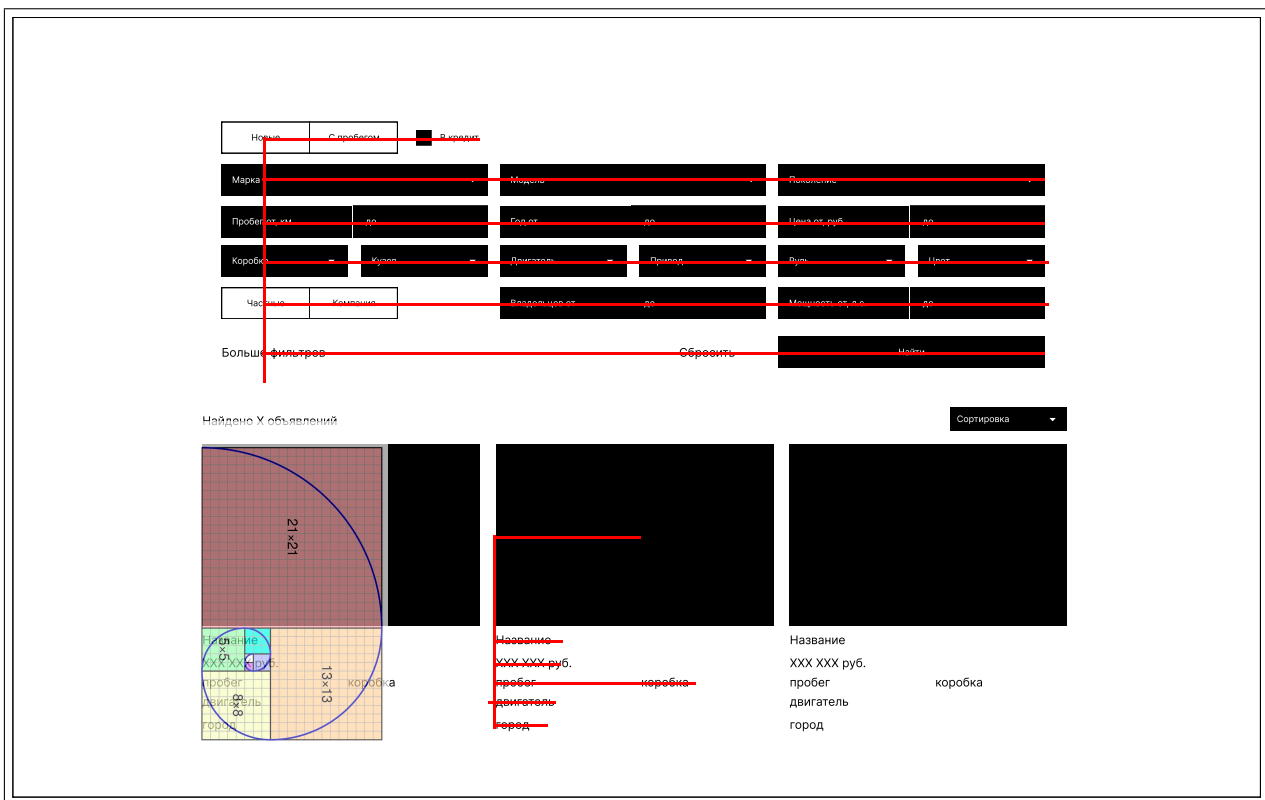 Новые С пробегом В кредит
Марка Модель Поколение
Пробег от, км до Год от до Цена от, руб. до
Коробка Кузов Двигатель Привод Руль Цвет
Частные Компания Владельцев от до Мощность от, л.с. до
Больше фильтров Сбросить Найти
Найдено X объявлений Сортировка
21×21
Название Название Название
5×5
XXX XXX руб. XXX XXX руб. XXX XXX руб.
13×13
пробег коробка пробег коробка пробег коробка
8×8
двигатель двигатель двигатель
город город город